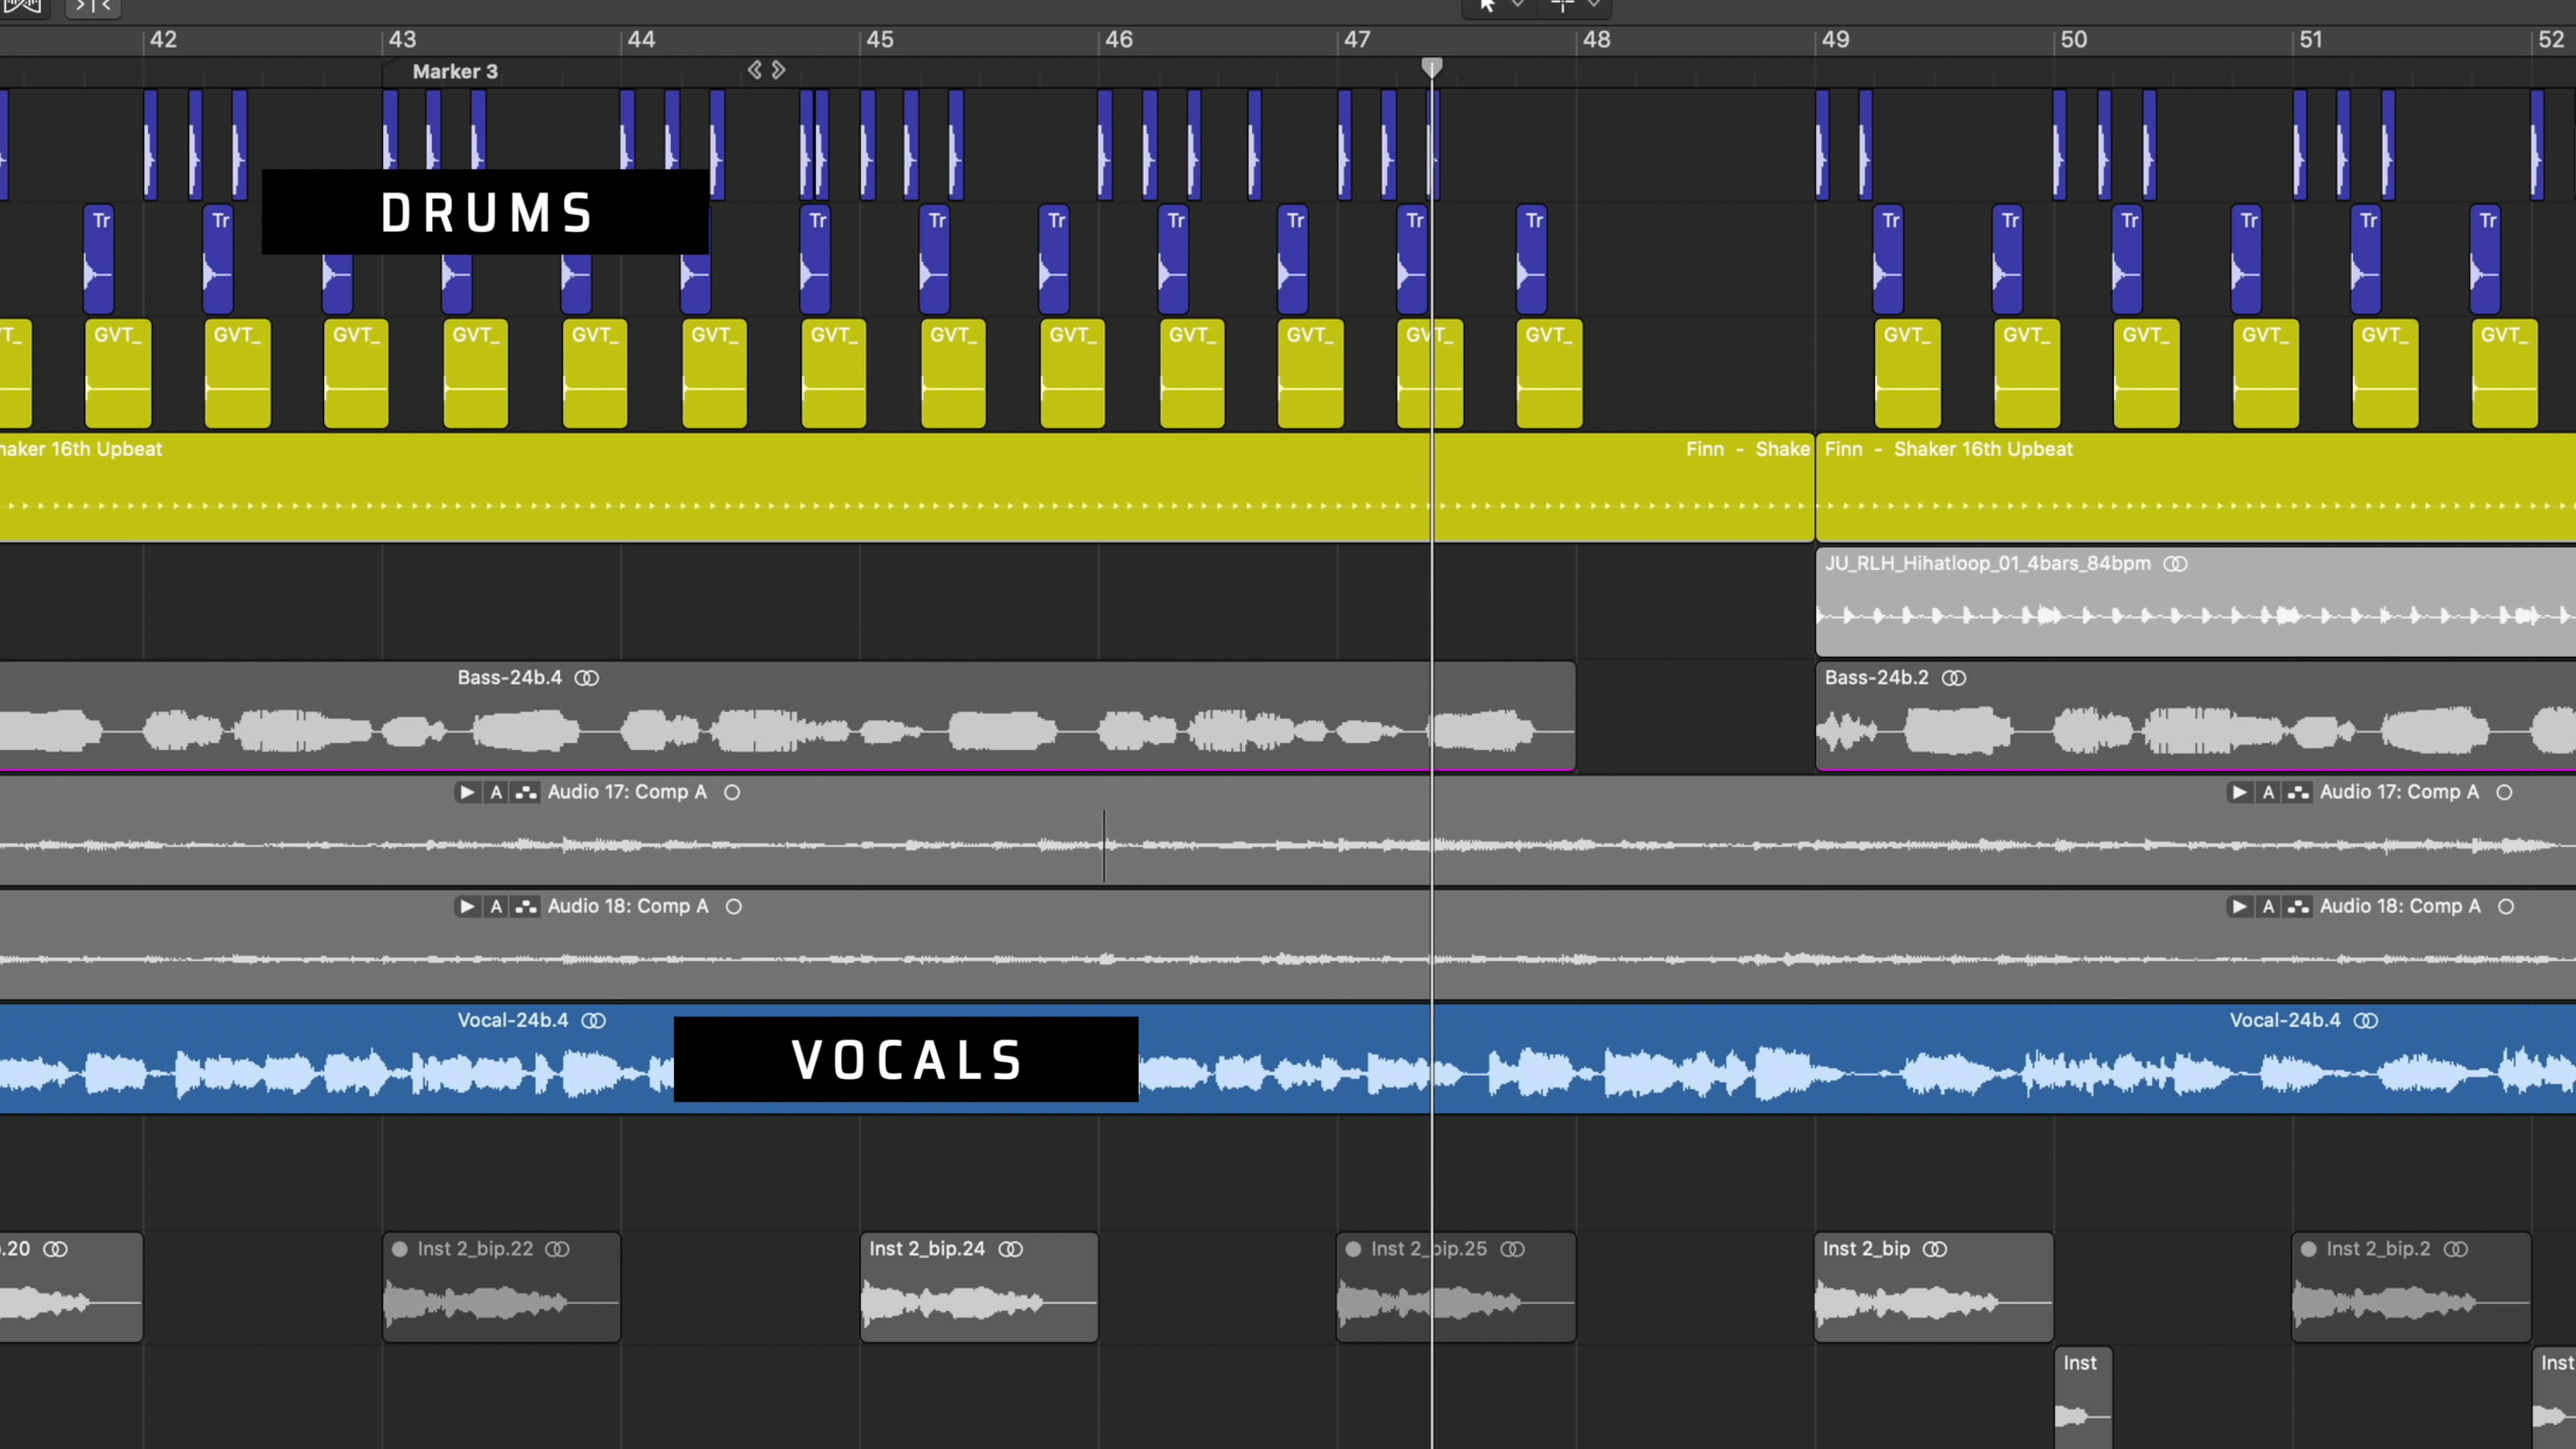 42 43 44 45 46 47 48 49 50 51 52
Marker 3
DRUMS
Tr Tr Tr Tr Tr Tr Tr Tr Tr Tr Tr Tr Tr Tr Tr
T_ GVT_ GVT_ GVT_ GVT_ GVT_ GVT_ GVT_ GVT_ GVT_ GVT_ GVT_ GVT_ GVT_ GVT_ GVT_ GVT_ GVT_ GVT_ GVT_
haker 16th Upbeat Finn - Shake Finn - Shaker 16th Upbeat
JU_RLH_Hihatloop_01_4bars_84bpm
Bass-24b.4 Bass-24b.2
A Audio 17: Comp A A Audio 17: Comp A
A Audio 18: Comp A A Audio 18: Comp A
Vocal-24b.4 Vocal-24b.4
VOCALS
.20 Inst 2_bip.22 Inst 2_bip.24 Inst 2_bip.25 Inst 2_bip Inst 2_bip.2
Inst Inst